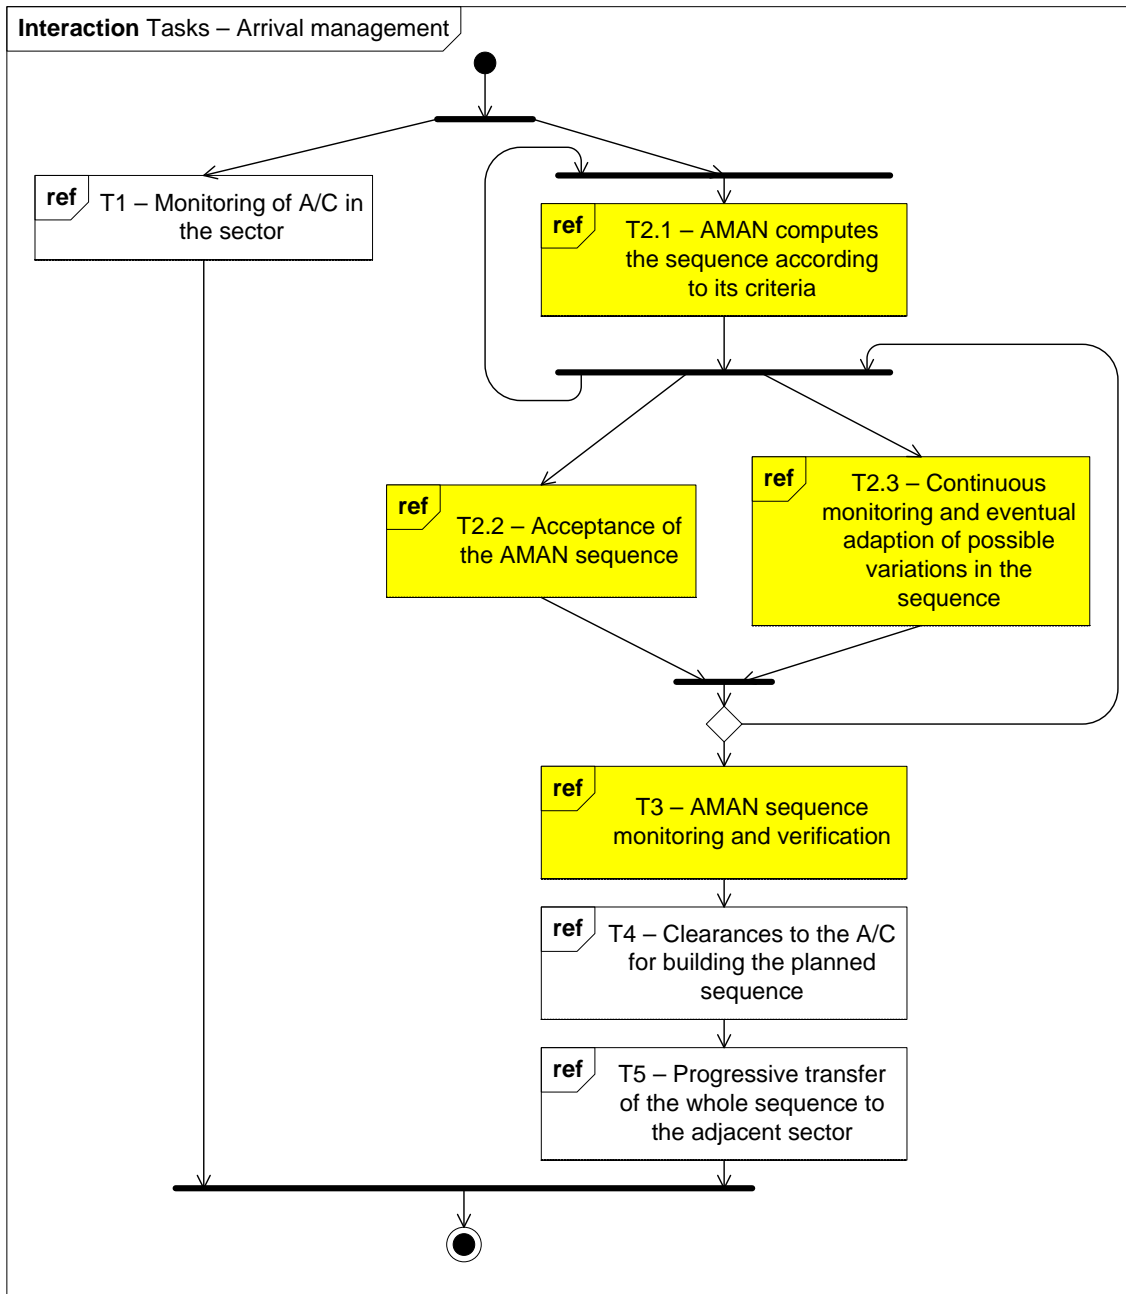 Interaction Tasks – Arrival management
ref
T1 – Monitoring of A/C in
the sector
ref
T2.1 – AMAN computes
the sequence according
to its criteria
ref
T2.2 – Acceptance of
the AMAN sequence
ref
T2.3 – Continuous
monitoring and eventual
adaption of possible
variations in the
sequence
ref
T3 – AMAN sequence
monitoring and verification
ref
T4 – Clearances to the A/C
for building the planned
sequence
ref
T5 – Progressive transfer
of the whole sequence to
the adjacent sector